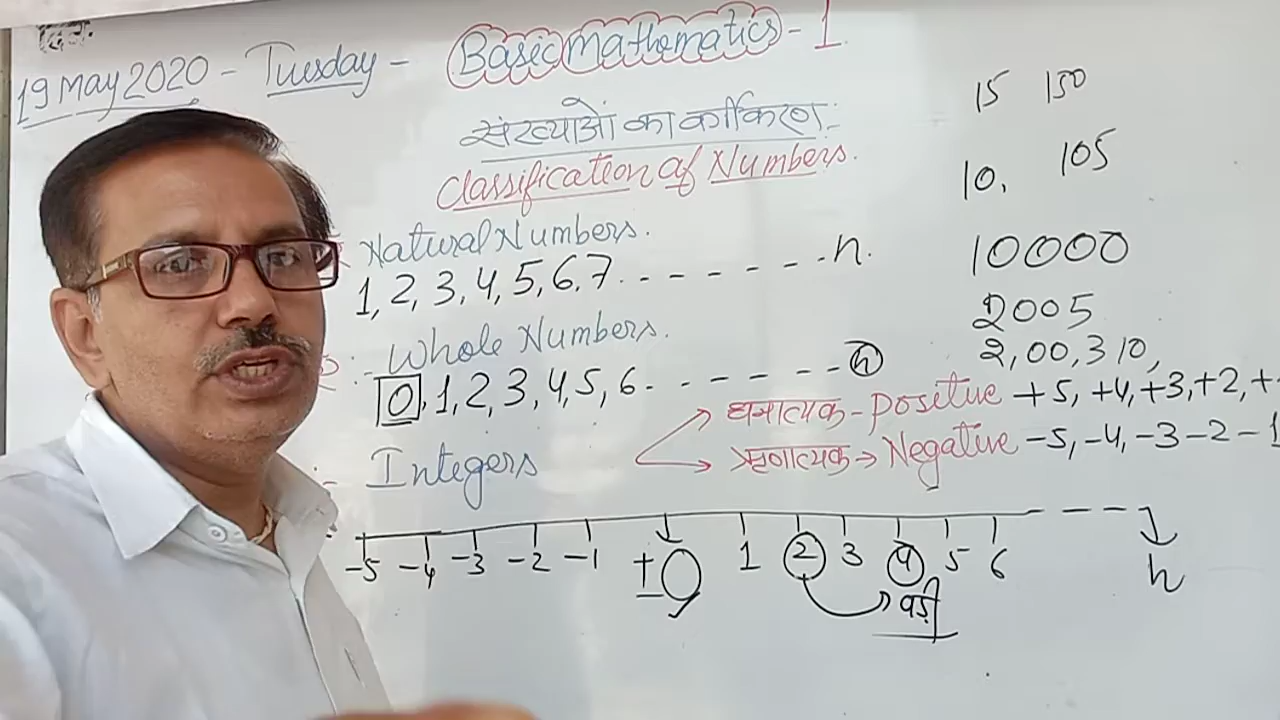 दिनां.
19 May 2020 - Tuesday - Basic Mathematics - 1
संख्याओं का वर्गीकरण:
Classification of Numbers.
Natural Numbers.
1, 2, 3, 4, 5, 6, 7 . - - - - - - - n.
Whole Numbers.
0, 1, 2, 3, 4, 5, 6 . - - - - - - - n
:- Integers
धनात्मक - Positive +5, +4, +3, +2, +
ऋणात्मक → Negative -5, -4, -3 -2 -1
-5 -4 -3 -2 -1 ±0 1 2 3 4 5 6 n
बड़ी
15 150
10, 105
10000
2005
2,00,310,